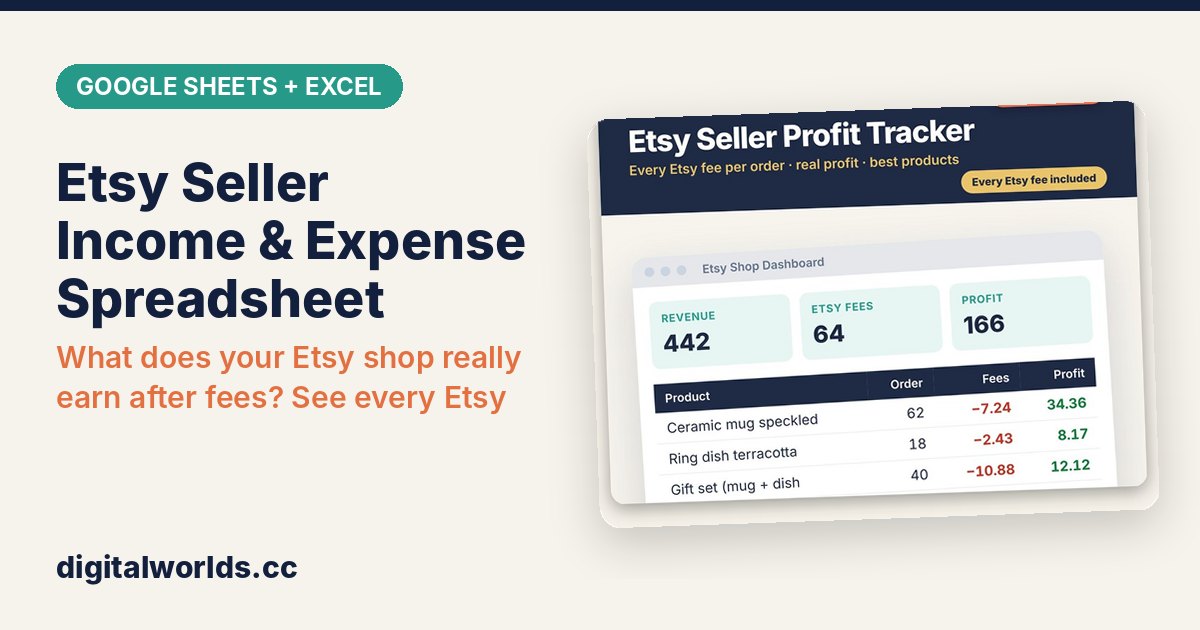 GOOGLE SHEETS + EXCEL
Etsy Seller
Income & Expense
Spreadsheet
What does your Etsy shop really
earn after fees? See every Etsy
digitalworlds.cc
Etsy Seller Profit Tracker
Every Etsy fee per order · real profit · best products
Every Etsy fee included
Etsy Shop Dashboard
REVENUE ETSY FEES PROFIT
442 64 166
Product Order Fees Profit
Ceramic mug speckled 62 −7.24 34.36
Ring dish terracotta 18 −2.43 8.17
Gift set (mug + dish 40 −10.88 12.12